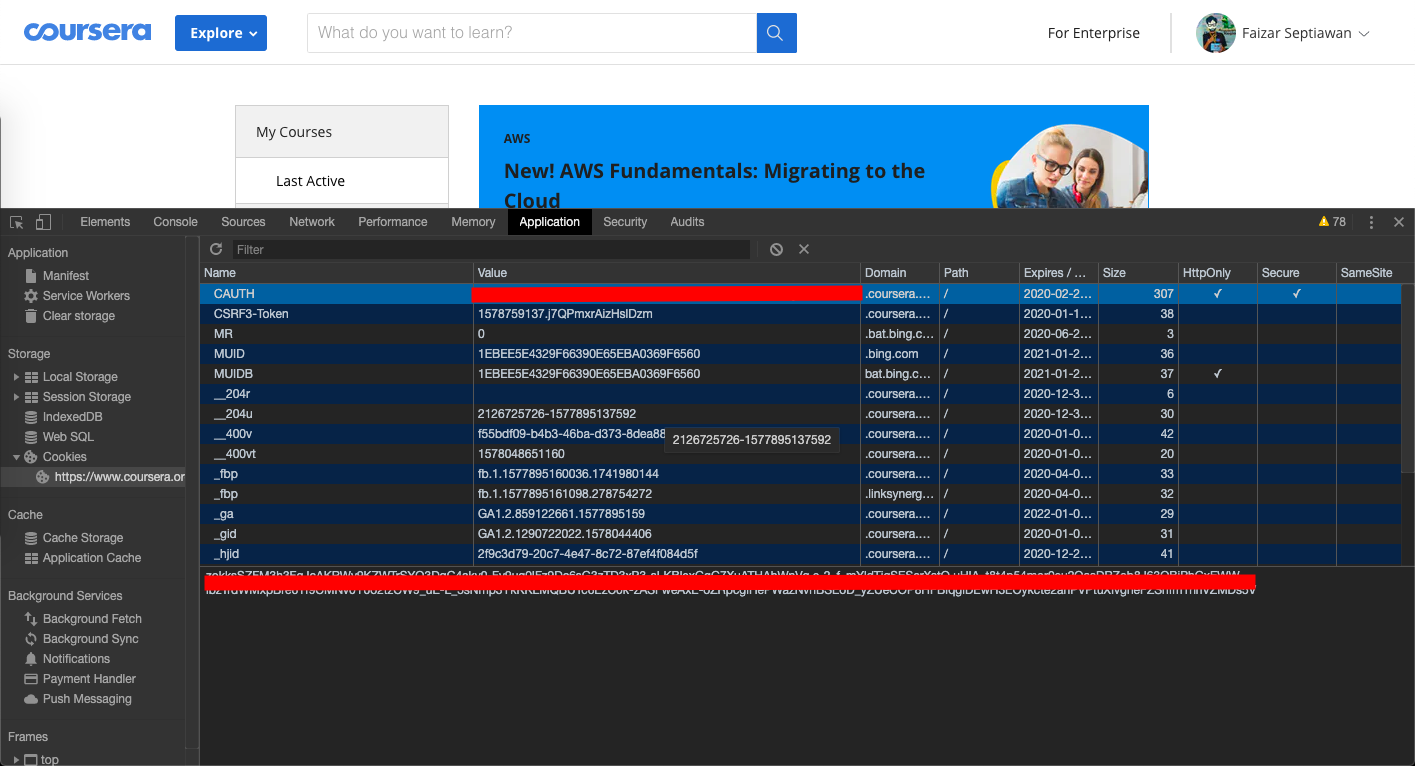 coursera Explore What do you want to learn? For Enterprise Faizar Septiawan
My Courses
Last Active
AWS
New! AWS Fundamentals: Migrating to the
Cloud
Elements Console Sources Network Performance Memory Application Security Audits 78
Application
Manifest
Service Workers
Clear storage
Storage
Local Storage
Session Storage
IndexedDB
Web SQL
Cookies
https://www.coursera.or
Cache
Cache Storage
Application Cache
Background Services
Background Fetch
Background Sync
Notifications
Payment Handler
Push Messaging
Frames
top
Filter
Name Value Domain Path Expires / ... Size HttpOnly Secure SameSite
CAUTH .coursera.... / 2020-02-2... 307 ✓ ✓
CSRF3-Token 1578759137.j7QPmxrAizHslDzm .coursera.... / 2020-01-1... 38
MR 0 .bat.bing.c... / 2020-06-2... 3
MUID 1EBEE5E4329F66390E65EBA0369F6560 .bing.com / 2021-01-2... 36
MUIDB 1EBEE5E4329F66390E65EBA0369F6560 bat.bing.c... / 2021-01-2... 37 ✓
__204r .coursera.... / 2020-12-3... 6
__204u 2126725726-1577895137592 .coursera.... / 2020-12-3... 30
__400v f55bdf09-b4b3-46ba-d373-8dea88 .coursera.... / 2020-01-0... 42
2126725726-1577895137592
__400vt 1578048651160 .coursera.... / 2020-01-0... 20
_fbp fb.1.1577895160036.1741980144 .coursera.... / 2020-04-0... 33
_fbp fb.1.1577895161098.278754272 .linksynerg... / 2020-04-0... 32
_ga GA1.2.859122661.1577895159 .coursera.... / 2022-01-0... 29
_gid GA1.2.1290722022.1578044406 .coursera.... / 2020-01-0... 31
_hjid 2f9c3d79-20c7-4e47-8c72-87ef4f084d5f .coursera.... / 2020-12-2... 41